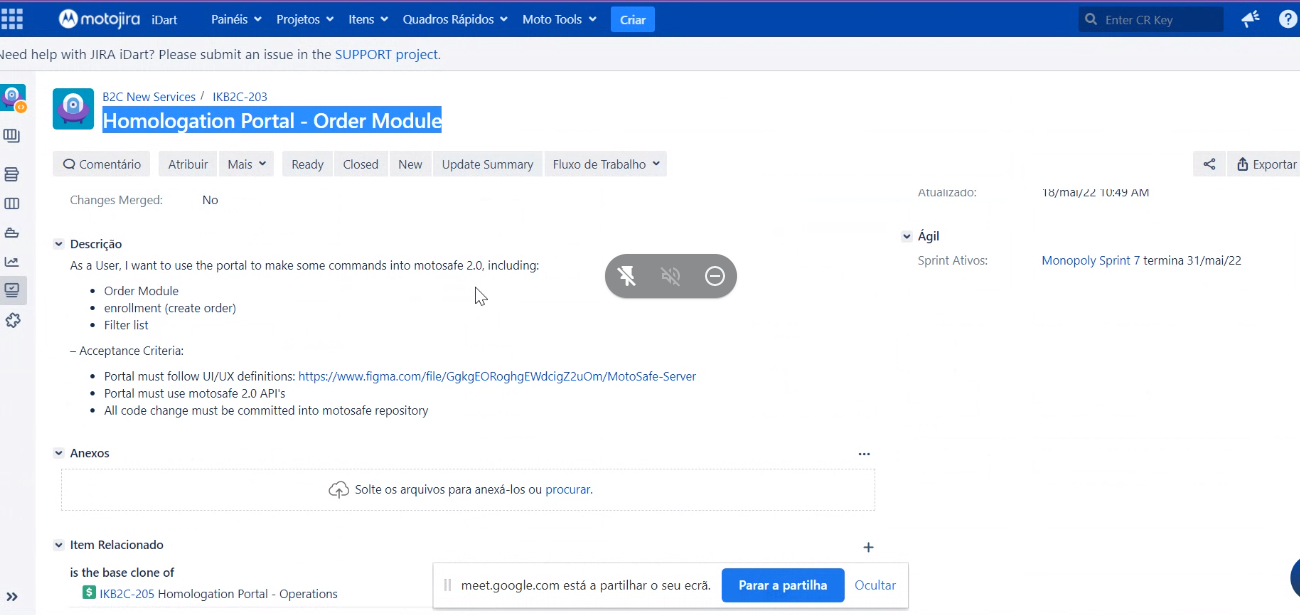 motojira iDart Painéis Projetos Itens Quadros Rápidos Moto Tools Criar Enter CR Key
Need help with JIRA iDart? Please submit an issue in the SUPPORT project.
B2C New Services / IKB2C-203
Homologation Portal - Order Module
Comentário Atribuir Mais Ready Closed New Update Summary Fluxo de Trabalho Exportar
Changes Merged: No
Atualizado: 18/mai/22 10:49 AM
Descrição
As a User, I want to use the portal to make some commands into motosafe 2.0, including:
• Order Module
• enrollment (create order)
• Filter list
– Acceptance Criteria:
• Portal must follow UI/UX definitions: https://www.figma.com/file/GgkgEORoghgEWdcigZ2uOm/MotoSafe-Server
• Portal must use motosafe 2.0 API's
• All code change must be committed into motosafe repository
Ágil
Sprint Ativos: Monopoly Sprint 7 termina 31/mai/22
Anexos
Solte os arquivos para anexá-los ou procurar.
Item Relacionado
is the base clone of
IKB2C-205 Homologation Portal - Operations
meet.google.com está a partilhar o seu ecrã. Parar a partilha Ocultar